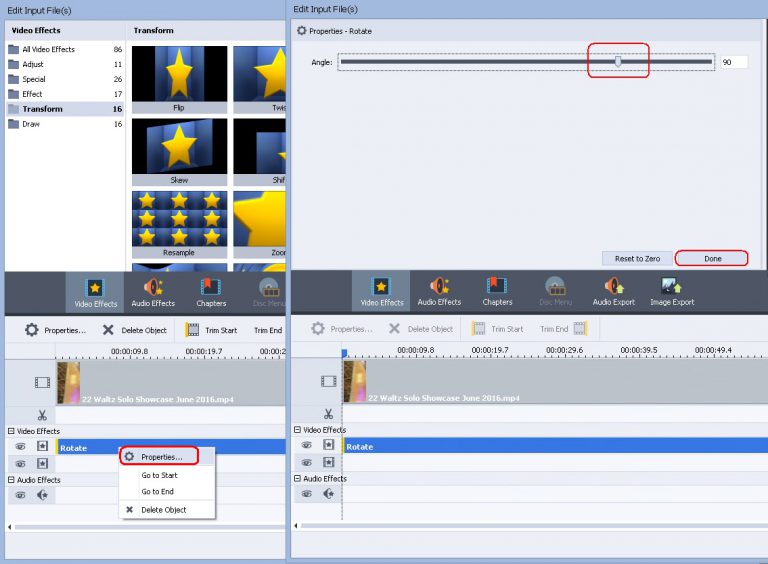 Edit Input File(s)
Video Effects
All Video Effects 86
Adjust 11
Special 26
Effect 17
Transform 16
Draw 16
Transform
Flip
Skew
Resample
Video Effects
Audio Effects
Chapters
Disc Menu
Properties...
Delete Object
Trim Start
Trim End
00:00:09.8
00:00:19.7
22 Waltz Solo Showcase June 2016.mp4
Video Effects
Rotate
Properties...
Go to Start
Go to End
Delete Object
Audio Effects
Edit Input File(s)
Properties - Rotate
Angle:
90
Reset to Zero
Done
Video Effects
Audio Effects
Chapters
Disc Menu
Audio Export
Image Export
Properties...
Delete Object
Trim Start
Trim End
00:00:09.8
00:00:19.7
00:00:29.6
00:00:39.5
00:00:49.4
22 Waltz Solo Showcase June 2016.mp4
Video Effects
Rotate
Audio Effects